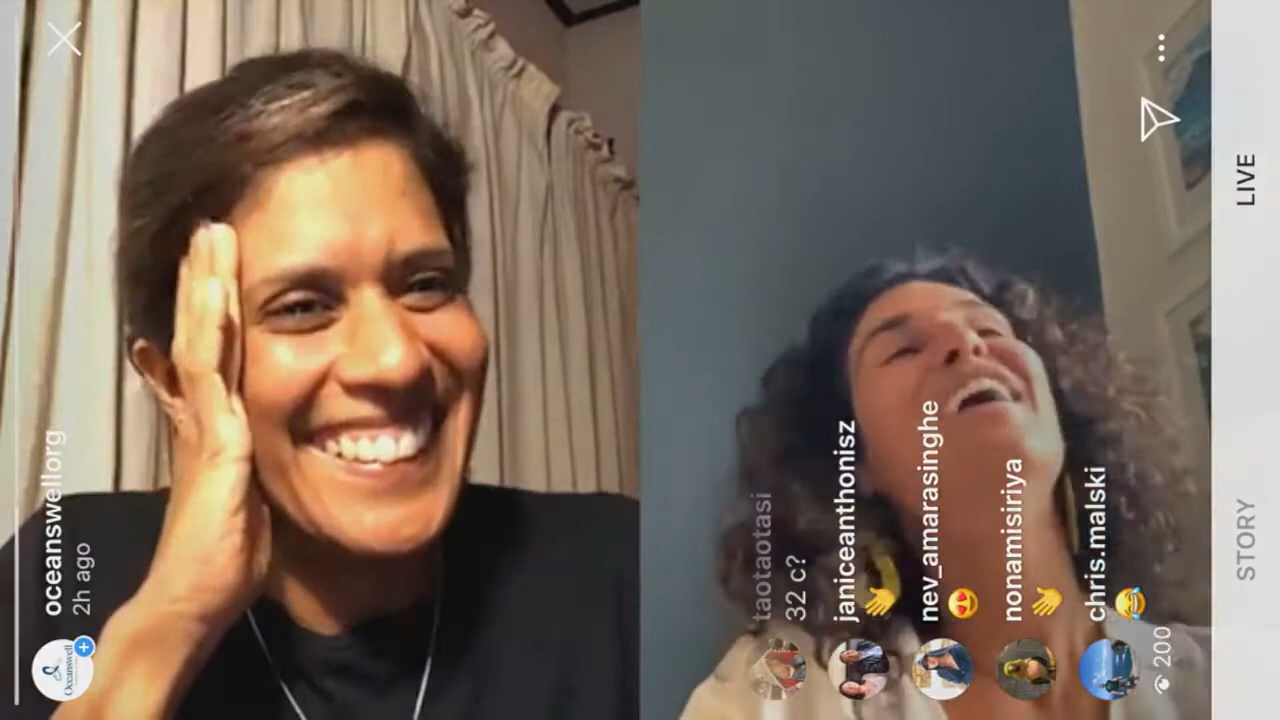 oceanswellorg
2h ago
Oceanswell
taotaotasi
32 c?
janiceanthonisz
👋
nev_amarasinghe
😍
nonamisiriya
👋
chris.malski
😂
200
STORY
LIVE